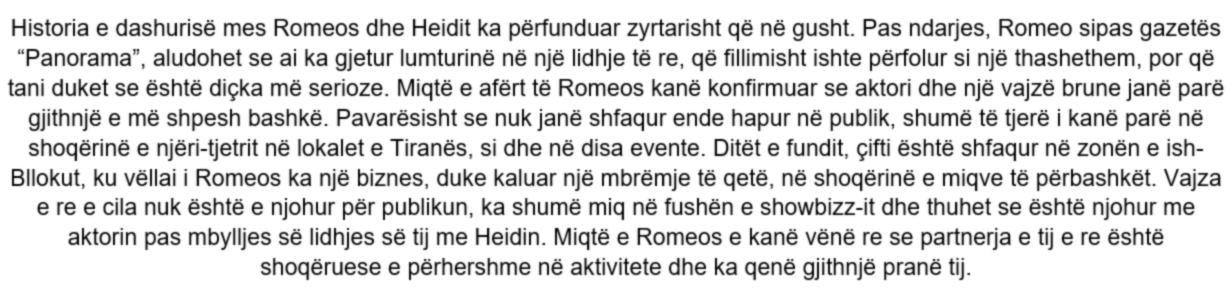 Historia e dashurisë mes Romeos dhe Heidit ka përfunduar zyrtarisht që në gusht. Pas ndarjes, Romeo sipas gazetës
“Panorama”, aludohet se ai ka gjetur lumturinë në një lidhje të re, që fillimisht ishte përfolur si një thashethem, por që
tani duket se është diçka më serioze. Miqtë e afërt të Romeos kanë konfirmuar se aktori dhe një vajzë brune janë parë
gjithnjë e më shpesh bashkë. Pavarësisht se nuk janë shfaqur ende hapur në publik, shumë të tjerë i kanë parë në
shoqërinë e njëri-tjetrit në lokalet e Tiranës, si dhe në disa evente. Ditët e fundit, çifti është shfaqur në zonën e ish-
Bllokut, ku vëllai i Romeos ka një biznes, duke kaluar një mbrëmje të qetë, në shoqërinë e miqve të përbashkët. Vajza
e re e cila nuk është e njohur për publikun, ka shumë miq në fushën e showbizz-it dhe thuhet se është njohur me
aktorin pas mbylljes së lidhjes së tij me Heidin. Miqtë e Romeos e kanë vënë re se partnerja e tij e re është
shoqëruese e përhershme në aktivitete dhe ka qenë gjithnjë pranë tij.